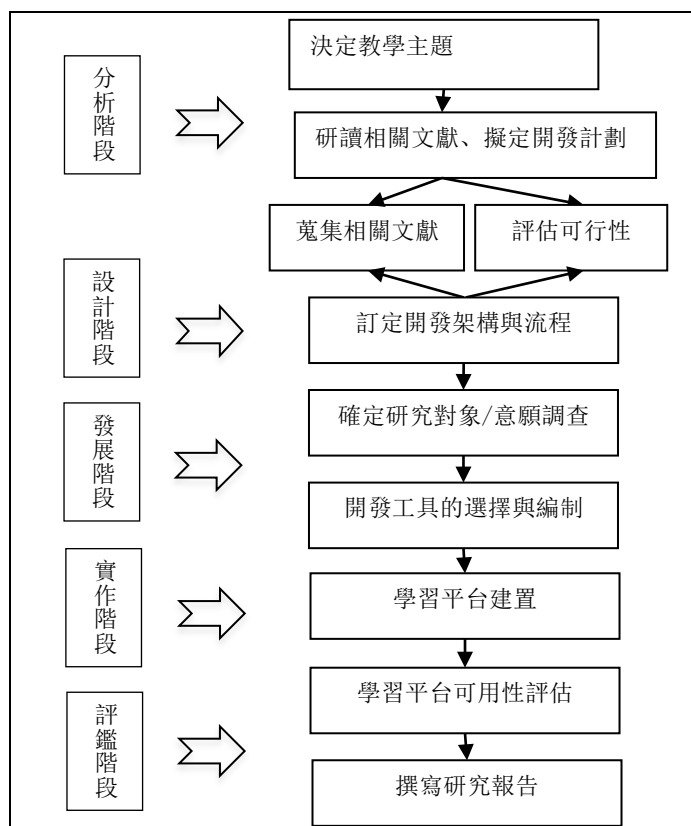 決定教學主題
分析階段
研讀相關文獻、擬定開發計劃
蒐集相關文獻
評估可行性
設計階段
訂定開發架構與流程
發展階段
確定研究對象/意願調查
開發工具的選擇與編制
實作階段
學習平台建置
學習平台可用性評估
評鑑階段
撰寫研究報告